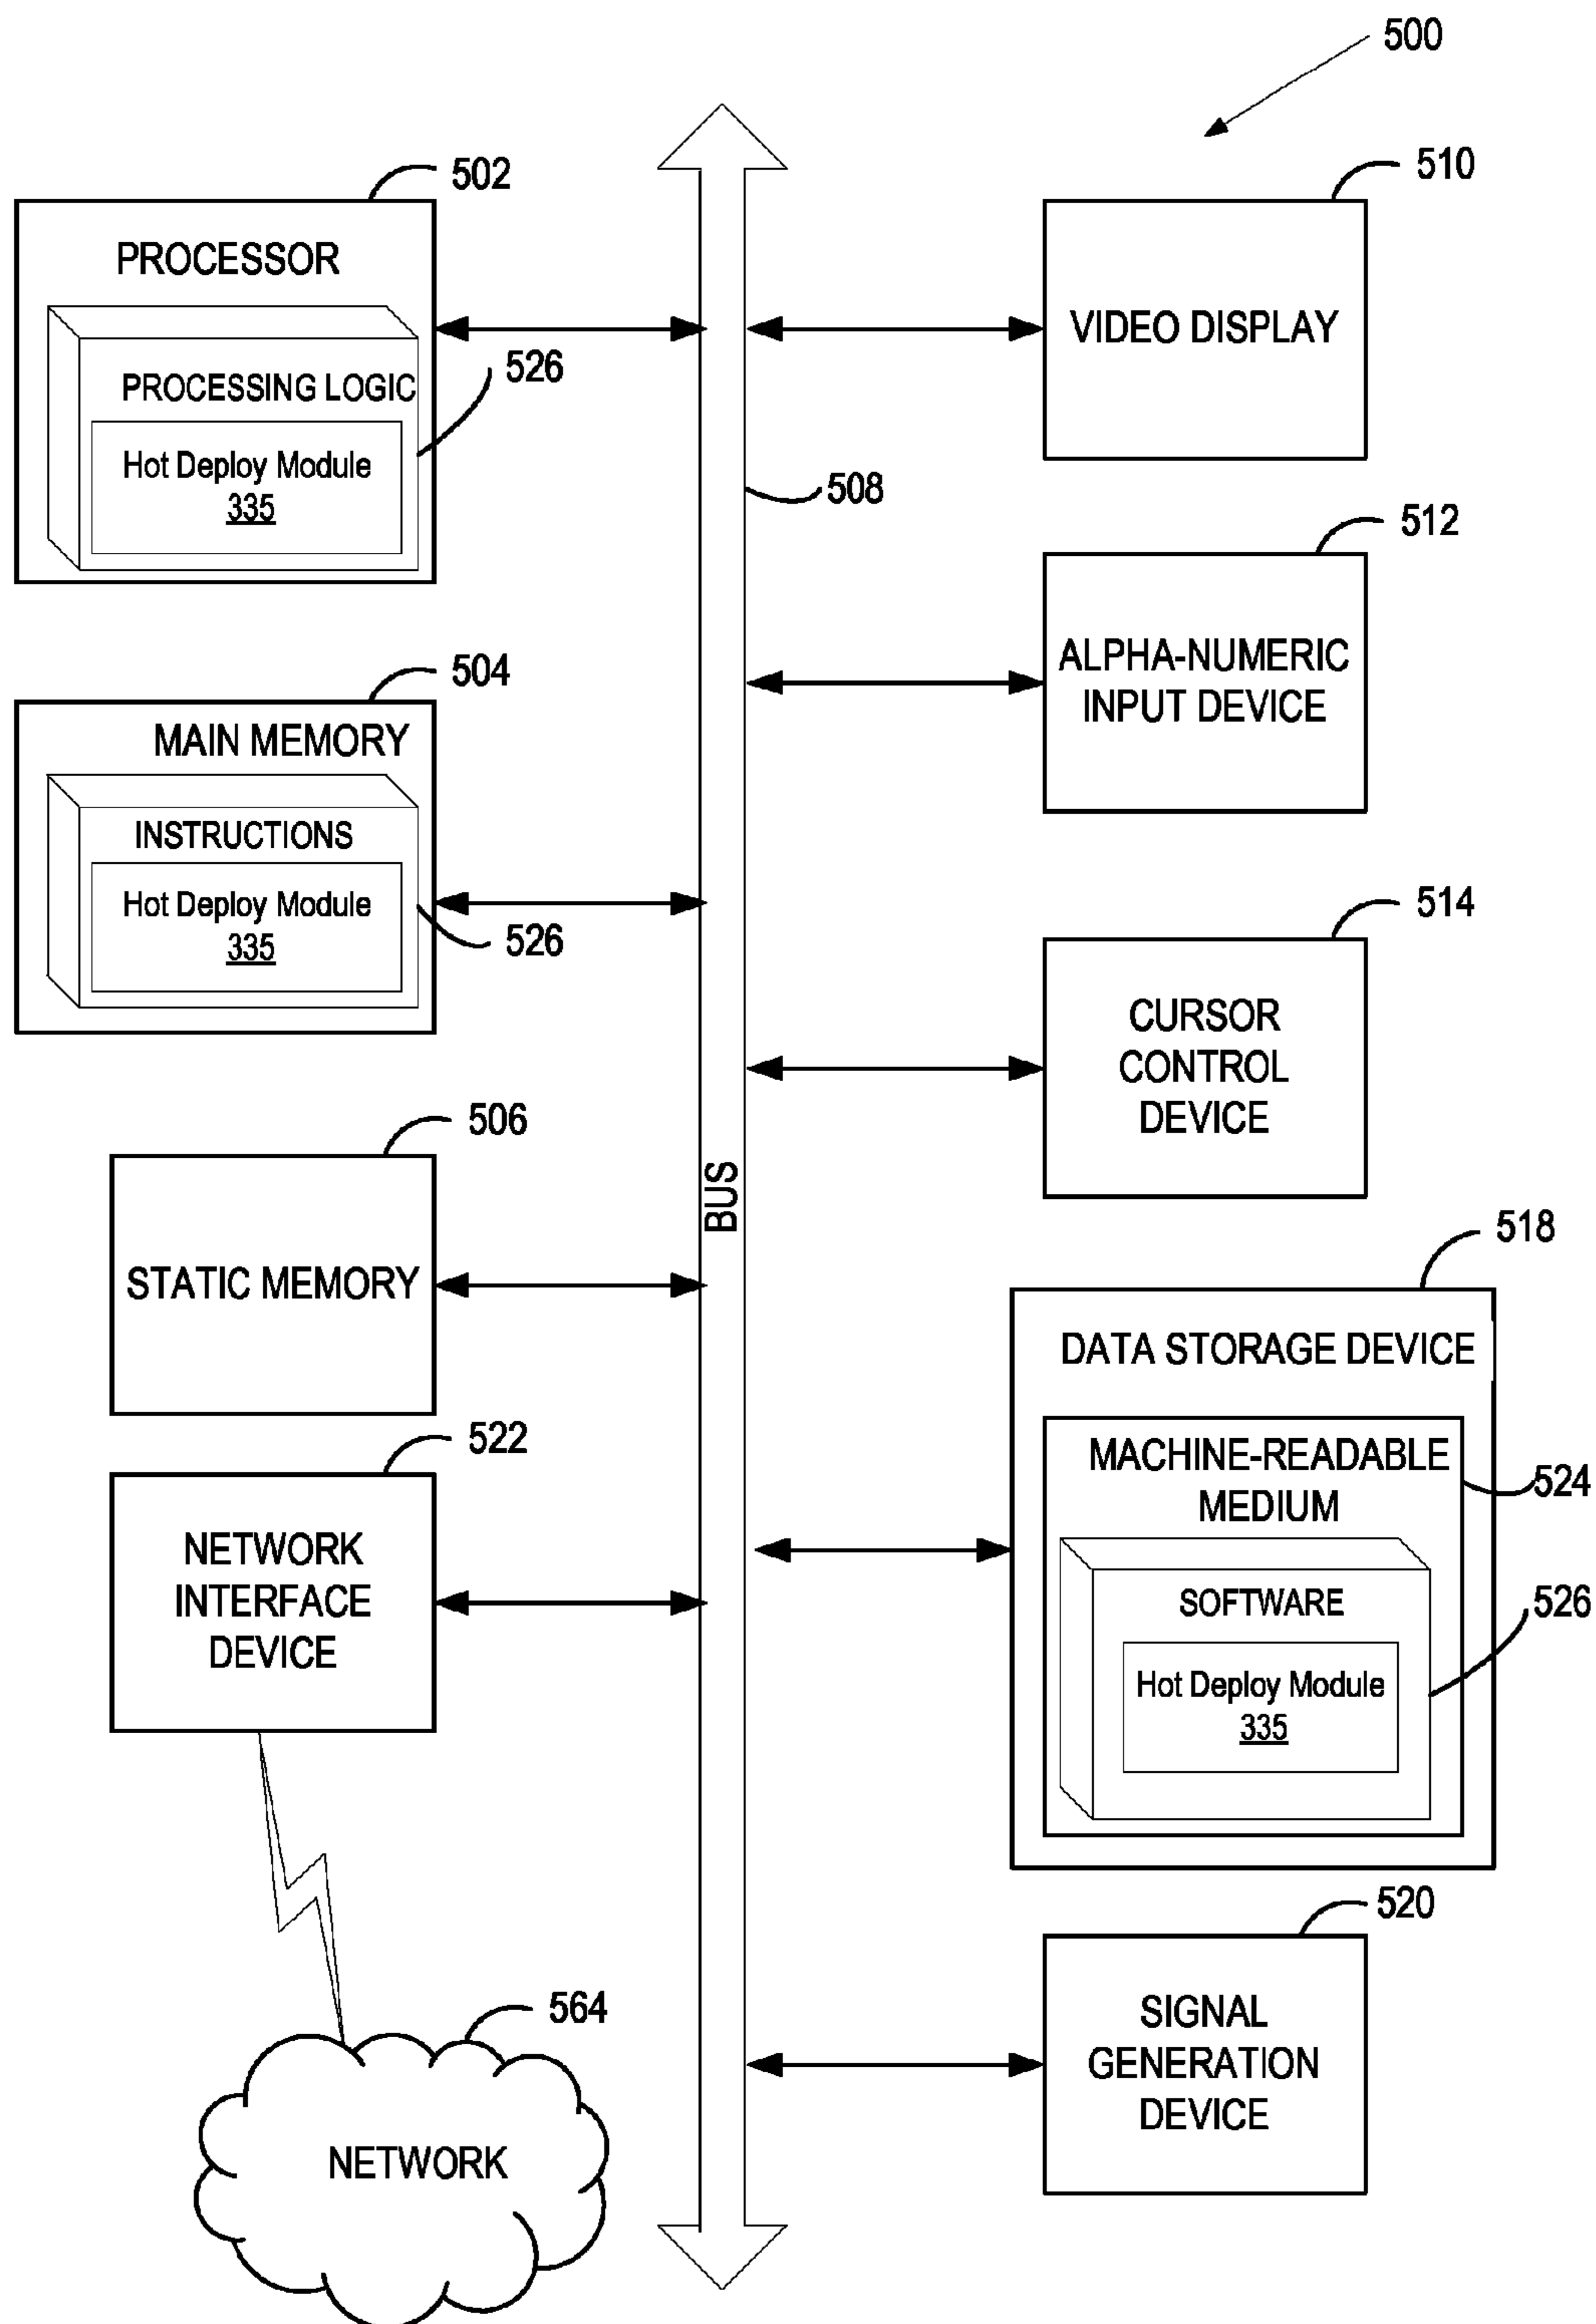 500
502
PROCESSOR
PROCESSING LOGIC
526
Hot Deploy Module
335
504
MAIN MEMORY
INSTRUCTIONS
Hot Deploy Module
335
526
506
STATIC MEMORY
522
NETWORK
INTERFACE
DEVICE
564
NETWORK
508
BUS
510
VIDEO DISPLAY
512
ALPHA-NUMERIC
INPUT DEVICE
514
CURSOR
CONTROL
DEVICE
518
DATA STORAGE DEVICE
MACHINE-READABLE
MEDIUM
524
SOFTWARE
526
Hot Deploy Module
335
520
SIGNAL
GENERATION
DEVICE